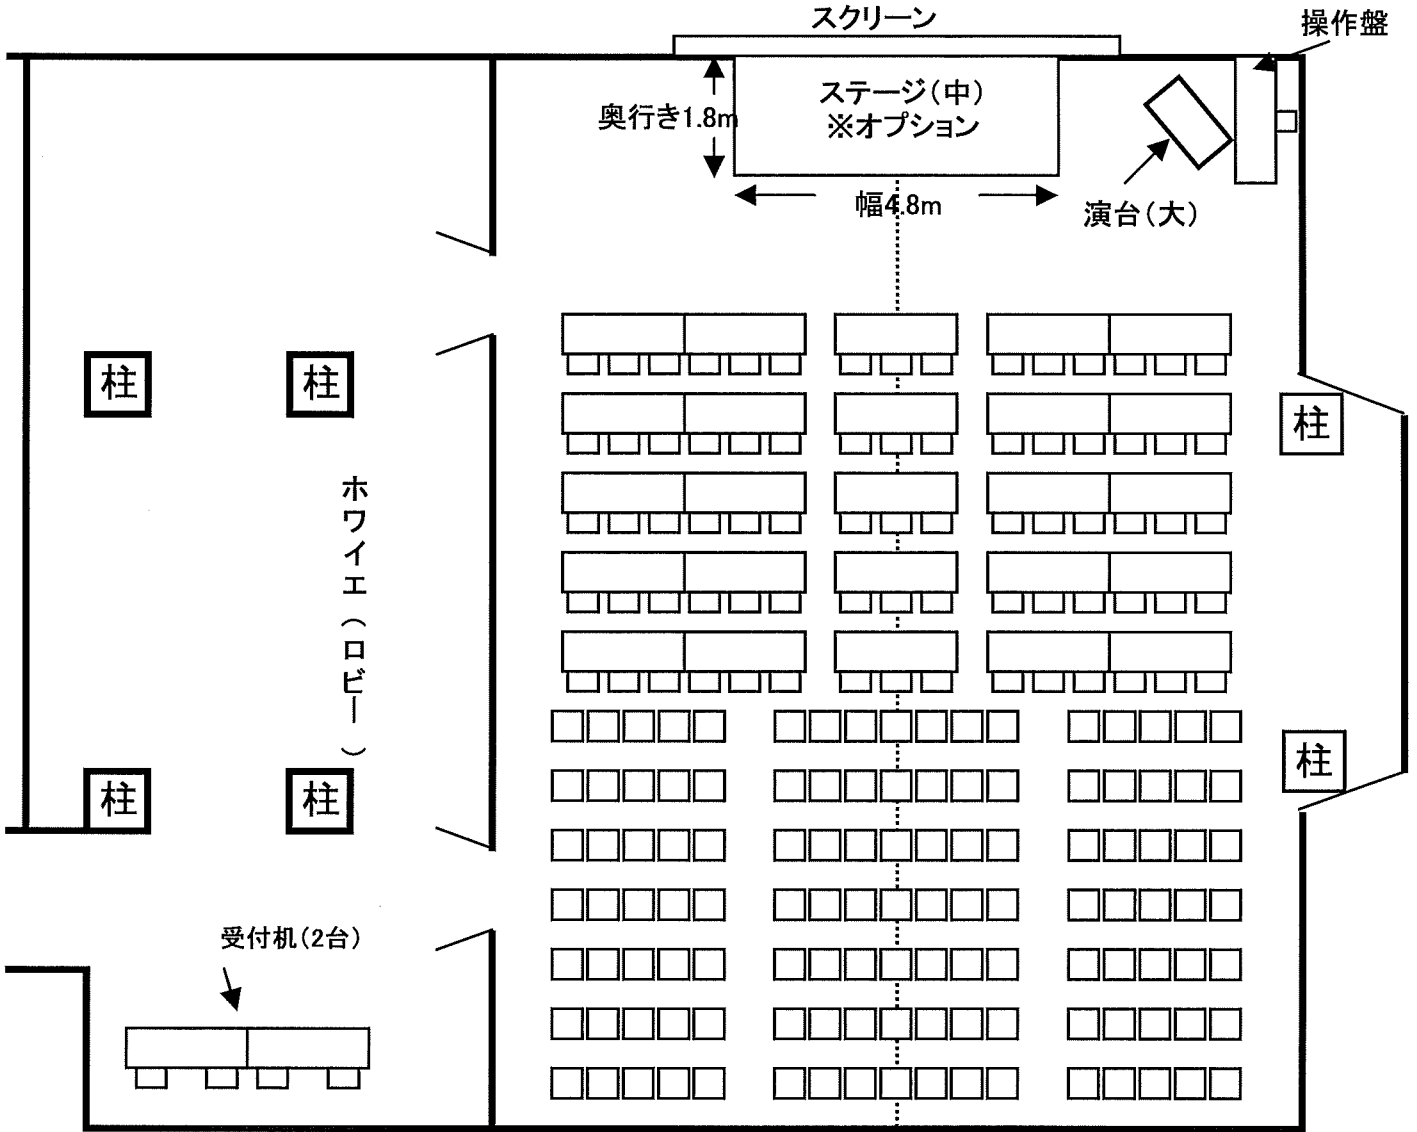 スクリーン
操作盤
ステージ(中)
※オプション
奥行き1.8m
幅4.8m
演台(大)
柱
柱
柱
ホワイエ(ロビー)
柱
柱
柱
受付机(2台)